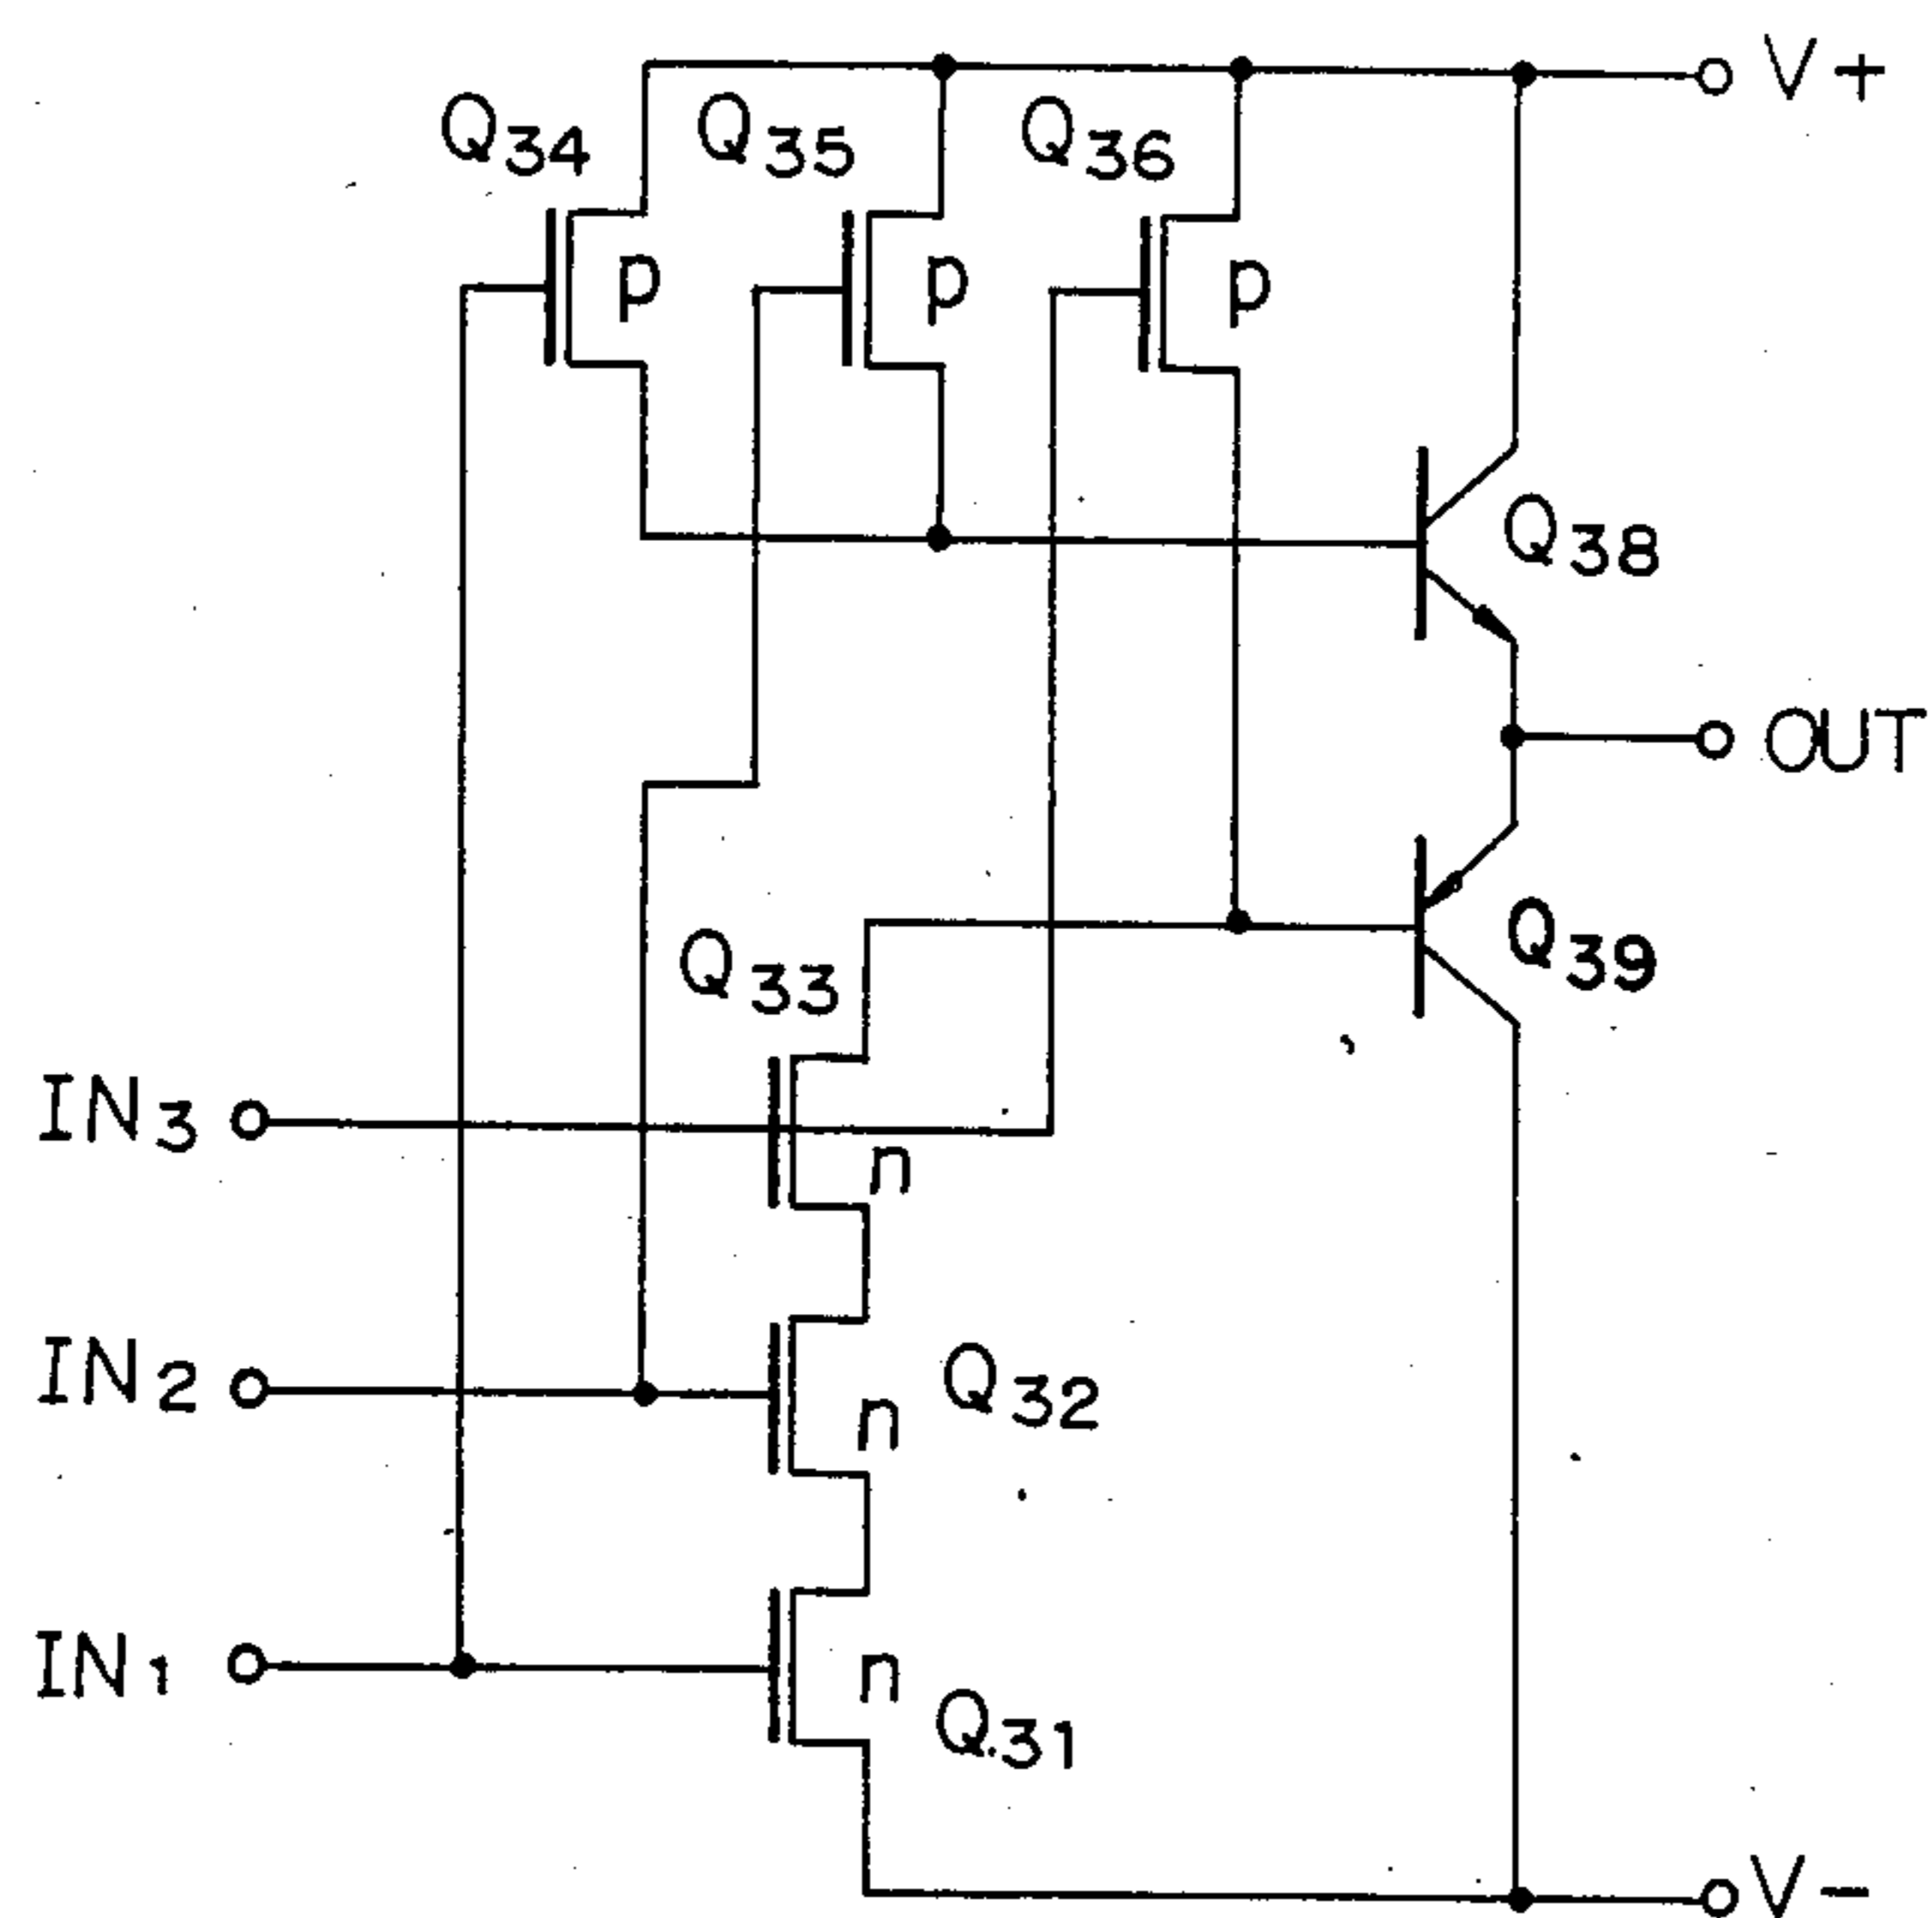 V+
Q34 Q35 Q36
p p p
Q38
OUT
Q33
Q39
IN3
n
IN2
Q32
n
IN1
n
Q31
V-